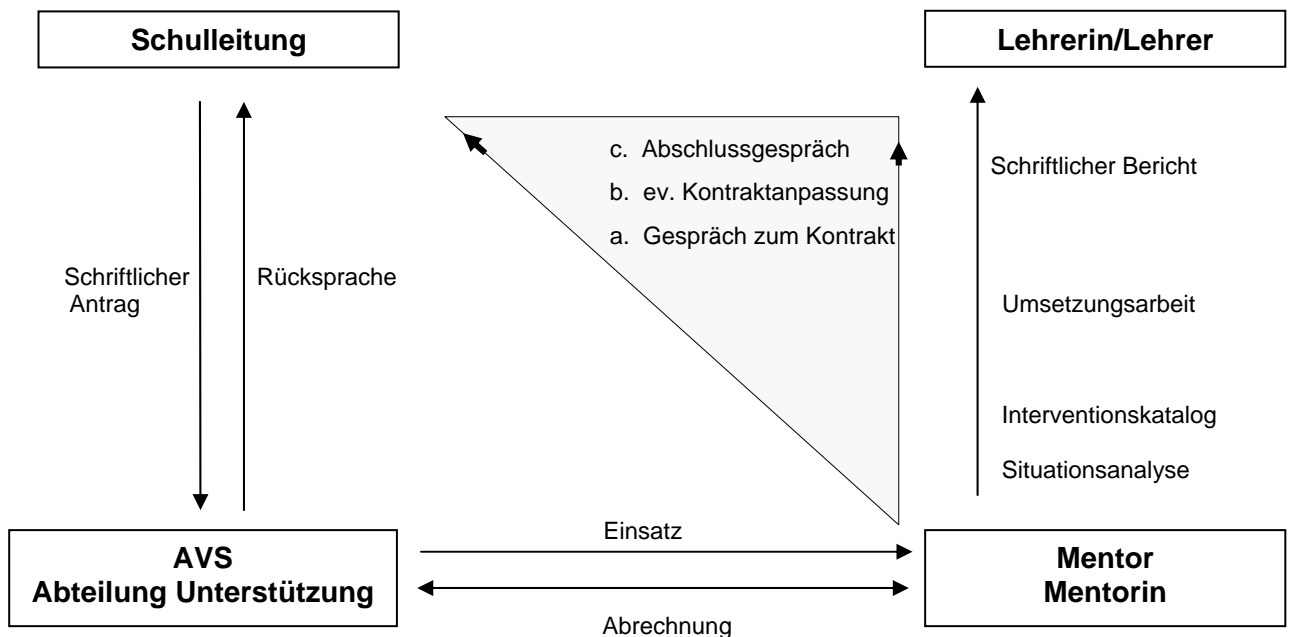 Schulleitung
Lehrerin/Lehrer
c. Abschlussgespräch
b. ev. Kontraktanpassung
a. Gespräch zum Kontrakt
Schriftlicher Bericht
Schriftlicher
Antrag
Rücksprache
Umsetzungsarbeit
Interventionskatalog
Situationsanalyse
AVS
Abteilung Unterstützung
Einsatz
Abrechnung
Mentor
Mentorin